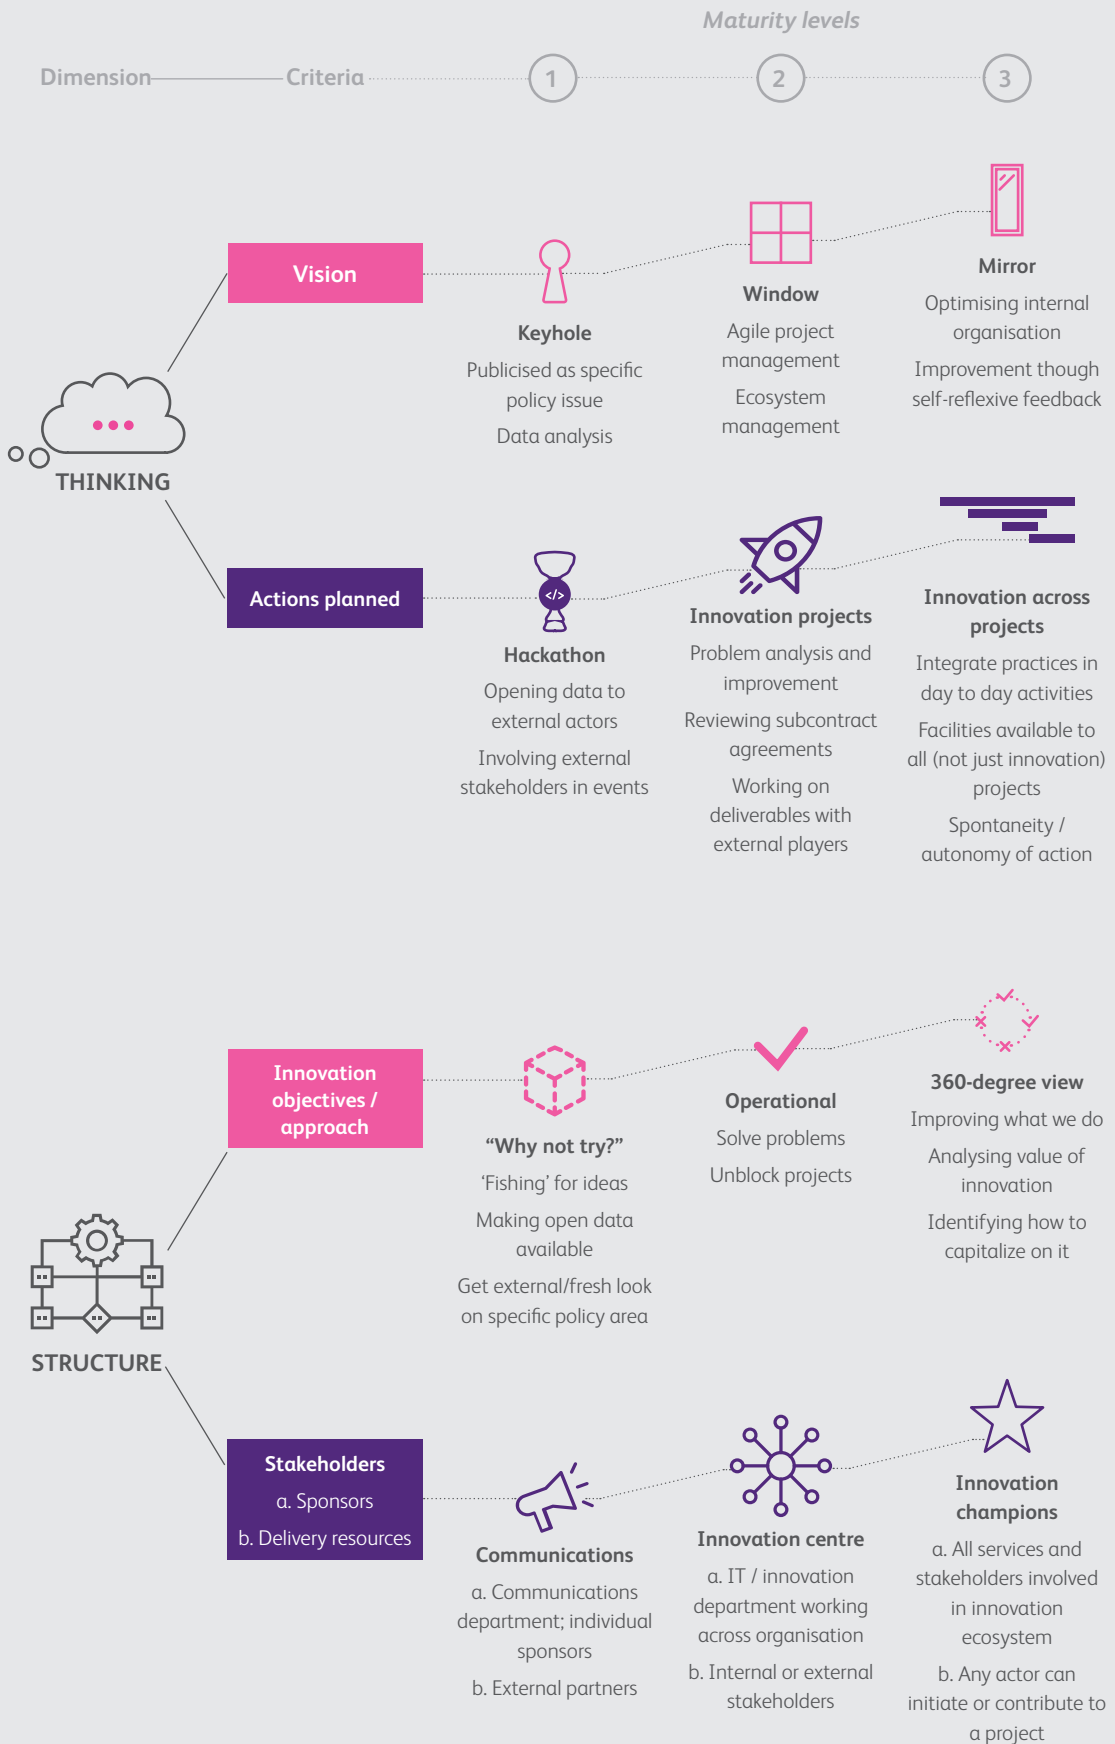 Maturity levels
Dimension
Criteria
1
2
3
Vision
Keyhole
Publicised as specific
policy issue
Data analysis
Window
Agile project
management
Ecosystem
management
Mirror
Optimising internal
organisation
Improvement though
self-reflexive feedback
THINKING
Actions planned
</>
Hackathon
Opening data to
external actors
Involving external
stakeholders in events
Innovation projects
Problem analysis and
improvement
Reviewing subcontract
agreements
Working on
deliverables with
external players
Innovation across
projects
Integrate practices in
day to day activities
Facilities available to
all (not just innovation)
projects
Spontaneity /
autonomy of action
Innovation
objectives /
approach
“Why not try?”
‘Fishing’ for ideas
Making open data
available
Get external/fresh look
on specific policy area
Operational
Solve problems
Unblock projects
360-degree view
Improving what we do
Analysing value of
innovation
Identifying how to
capitalize on it
STRUCTURE
Stakeholders
a. Sponsors
b. Delivery resources
Communications
a. Communications
department; individual
sponsors
b. External partners
Innovation centre
a. IT / innovation
department working
across organisation
b. Internal or external
stakeholders
Innovation
champions
a. All services and
stakeholders involved
in innovation
ecosystem
b. Any actor can
initiate or contribute to
a project